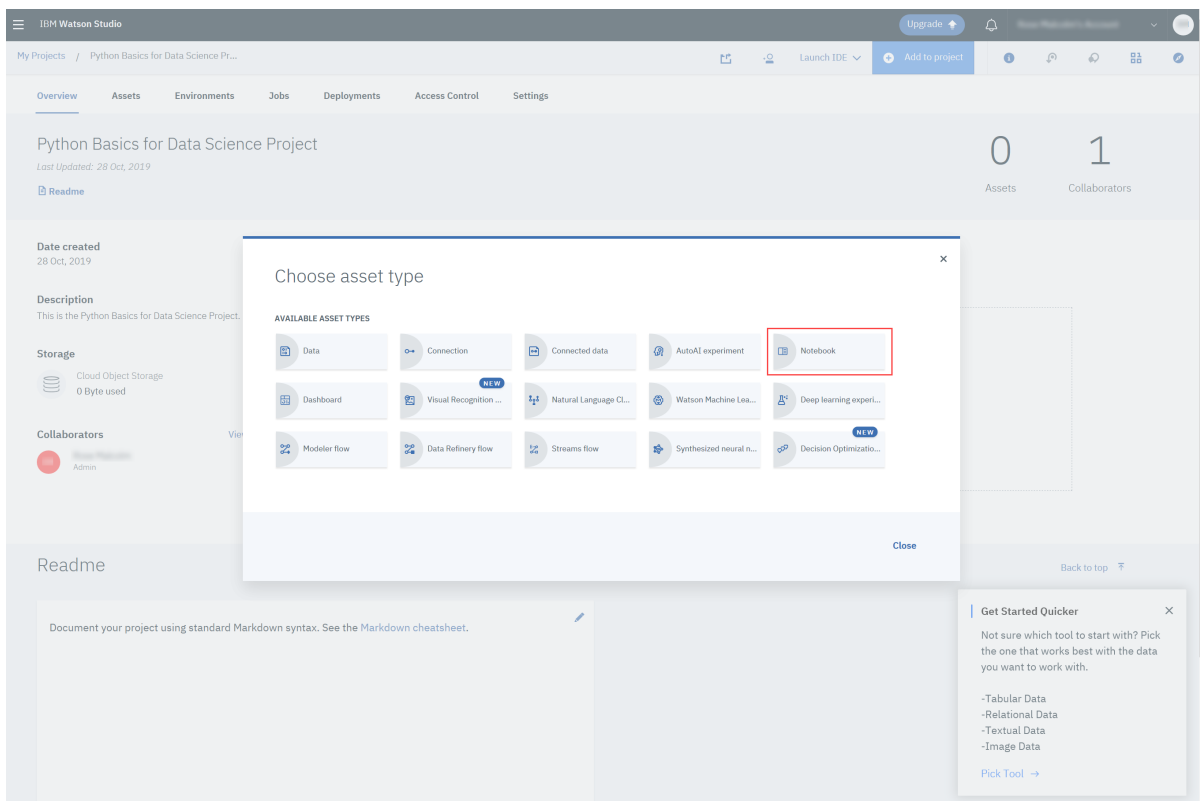 IBM Watson Studio
Upgrade
My Projects / Python Basics for Data Science Pr...
Launch IDE
Add to project
Overview Assets Environments Jobs Deployments Access Control Settings
Python Basics for Data Science Project
Last Updated: 28 Oct, 2019
Readme
0
Assets
1
Collaborators
Date created
28 Oct, 2019
Description
This is the Python Basics for Data Science Project.
Storage
Cloud Object Storage
0 Byte used
Collaborators
Vie
Admin
Choose asset type
AVAILABLE ASSET TYPES
Data
Connection
Connected data
AutoAI experiment
Notebook
Dashboard
NEW
Visual Recognition ...
Natural Language Cl...
Watson Machine Lea...
Deep learning experi...
Modeler flow
Data Refinery flow
Streams flow
Synthesized neural n...
NEW
Decision Optimizatio...
Close
Readme
Back to top
Document your project using standard Markdown syntax. See the Markdown cheatsheet.
Get Started Quicker
Not sure which tool to start with? Pick
the one that works best with the data
you want to work with.
-Tabular Data
-Relational Data
-Textual Data
-Image Data
Pick Tool